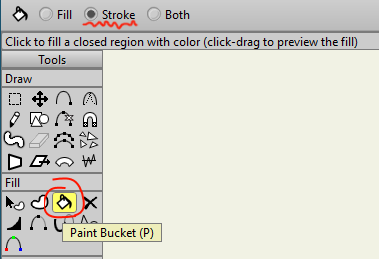 Fill Stroke Both
Click to fill a closed region with color (click-drag to preview the fill)
Tools
Draw
Fill
Paint Bucket (P)